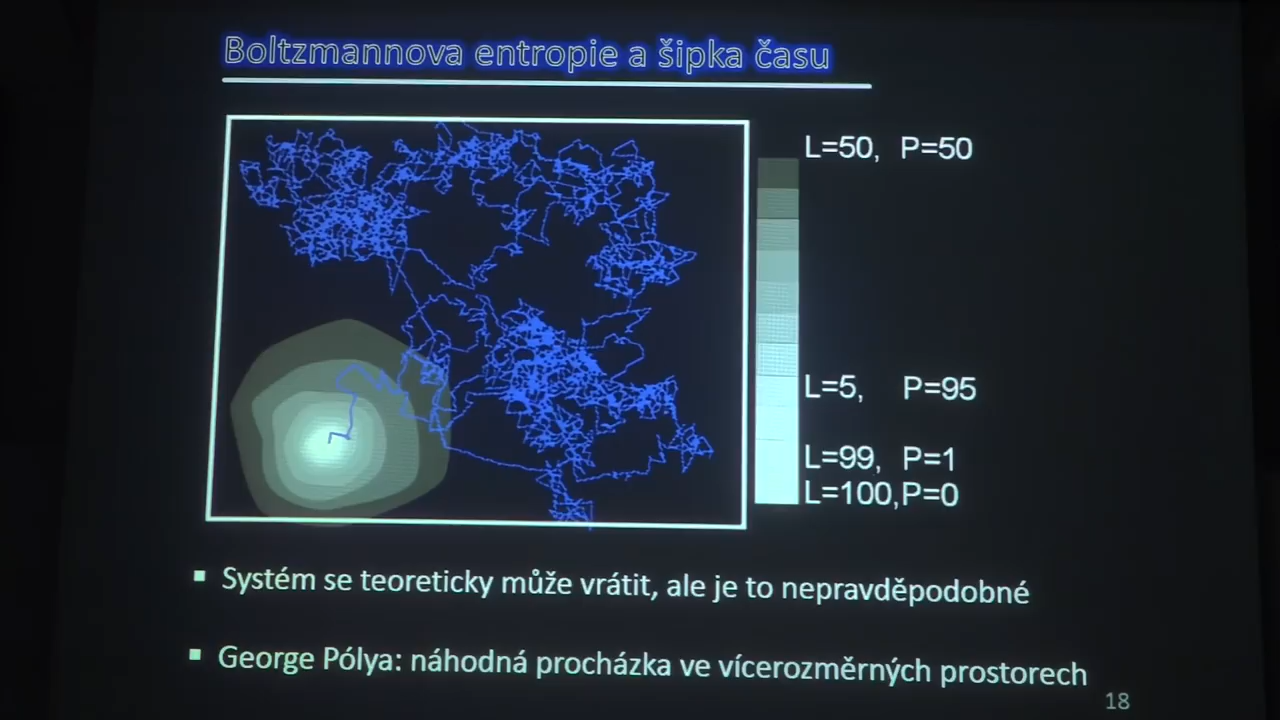 Boltzmannova entropie a šipka času
L=50, P=50
L=5, P=95
L=99, P=1
L=100,P=0
Systém se teoreticky může vrátit, ale je to nepravděpodobné
George Pólya: náhodná procházka ve vícerozměrných prostorech
18